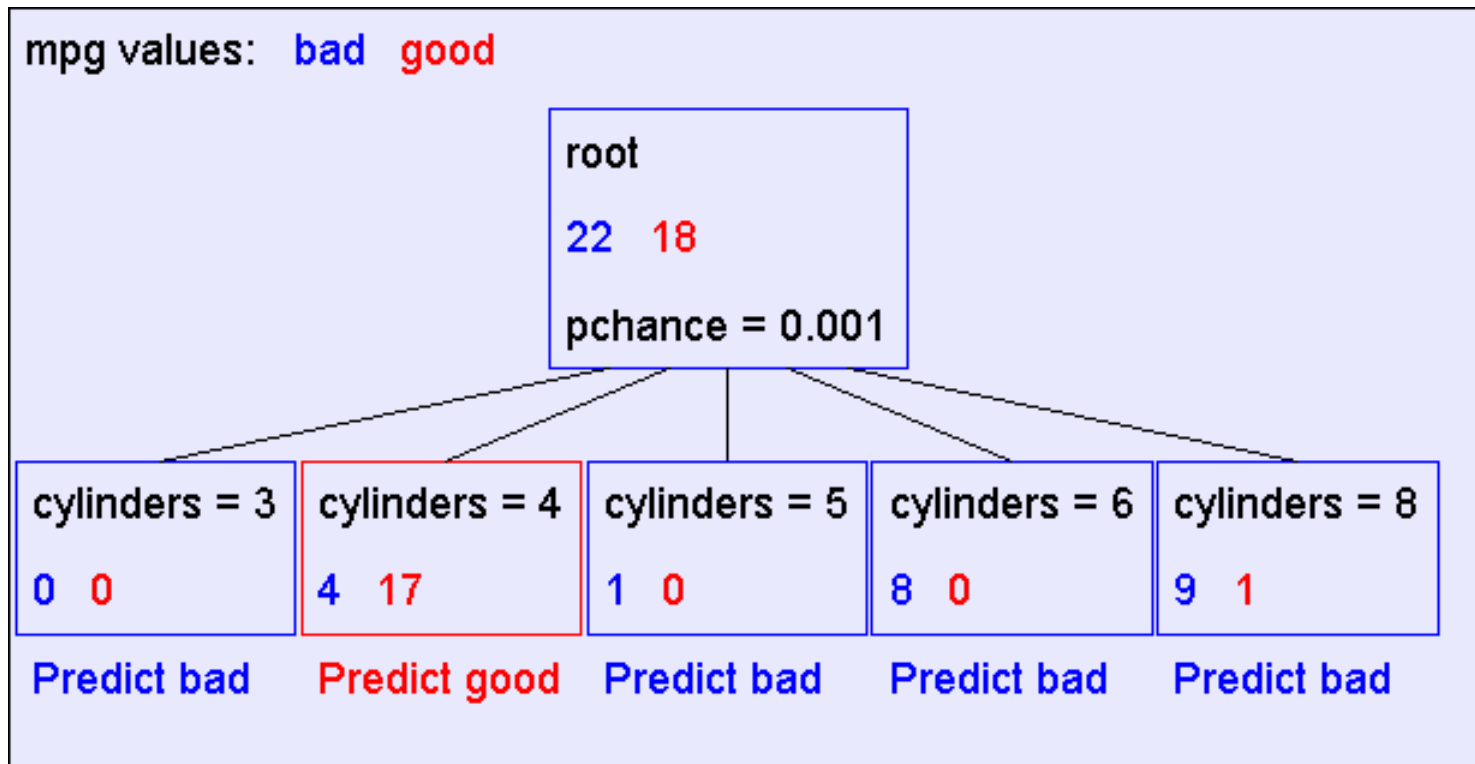 mpg values: bad good
root
22 18
pchance = 0.001
cylinders = 3
0 0
Predict bad
cylinders = 4
4 17
Predict good
cylinders = 5
1 0
Predict bad
cylinders = 6
8 0
Predict bad
cylinders = 8
9 1
Predict bad